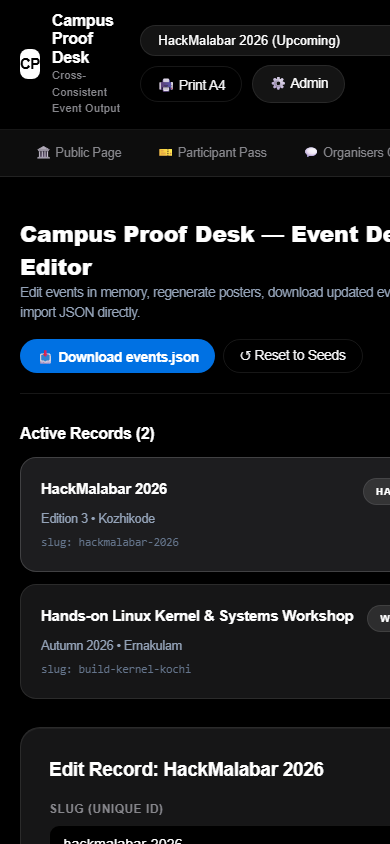 CP
Campus
Proof
Desk
Cross-
Consistent
Event Output
HackMalabar 2026 (Upcoming)
Print A4
Admin
Public Page
Participant Pass
Organisers
Campus Proof Desk — Event De
Editor
Edit events in memory, regenerate posters, download updated ev
import JSON directly.
Download events.json
↺ Reset to Seeds
Active Records (2)
HackMalabar 2026
HA
Edition 3 • Kozhikode
slug: hackmalabar-2026
Hands-on Linux Kernel & Systems Workshop
W
Autumn 2026 • Ernakulam
slug: build-kernel-kochi
Edit Record: HackMalabar 2026
SLUG (UNIQUE ID)
hackmalabar-2026